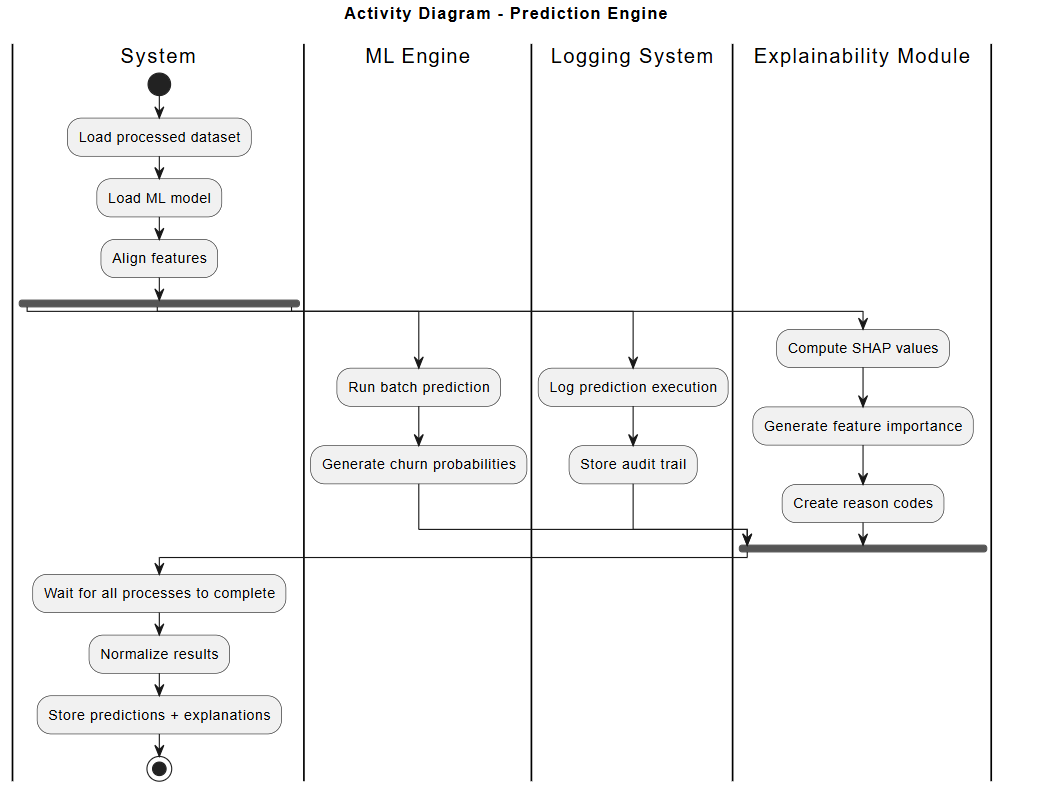 Activity Diagram - Prediction Engine
System
ML Engine
Logging System
Explainability Module
Load processed dataset
Load ML model
Align features
Compute SHAP values
Run batch prediction
Log prediction execution
Generate feature importance
Generate churn probabilities
Store audit trail
Create reason codes
Wait for all processes to complete
Normalize results
Store predictions + explanations